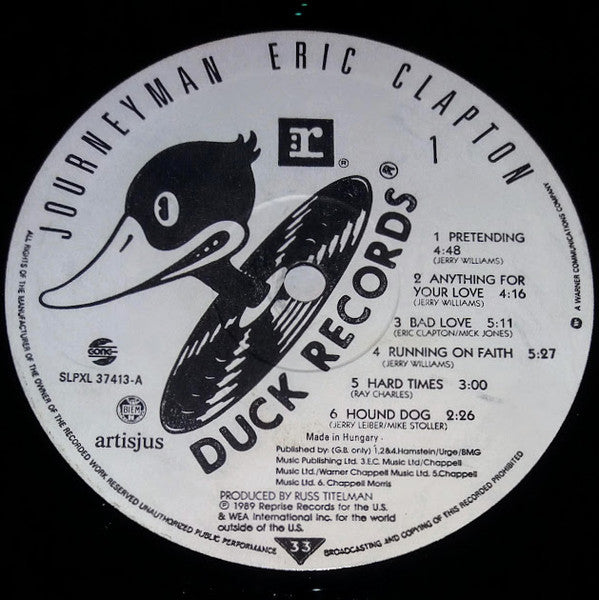 JOURNEYMAN ERIC CLAPTON
r
®
1
DUCK RECORDS®
1 PRETENDING
4:48
(JERRY WILLIAMS)
2 ANYTHING FOR
YOUR LOVE 4:16
(JERRY WILLIAMS)
3 BAD LOVE 5:11
(ERIC CLAPTON/MICK JONES)
4 RUNNING ON FAITH 5:27
(JERRY WILLIAMS)
5 HARD TIMES 3:00
(RAY CHARLES)
6 HOUND DOG 2:26
(JERRY LEIBER/MIKE STOLLER)
Made in Hungary
Published by: (G.B. only) 1,2&4.Hamstein/Urge/BMG
Music Publishing Ltd. 3.E.C. Music Ltd/Chappell
Music Ltd./Warner Chappell Music Ltd. 5.Chappell
Music Ltd. 6. Chappell Morris
PRODUCED BY RUSS TITELMAN
℗ 1989 Reprise Records for the U.S.
& WEA International Inc. for the world
outside of the U.S.
gong
SLPXL 37413-A
BIEM
artisjus
33
ALL RIGHTS OF THE MANUFACTURER OF THE OWNER OF THE RECORDED WORK RESERVED UNAUTHORIZED PUBLIC PERFORMANCE
BROADCASTING AND COPYING OF THIS RECORDING PROHIBITED
A WARNER COMMUNICATIONS COMPANY